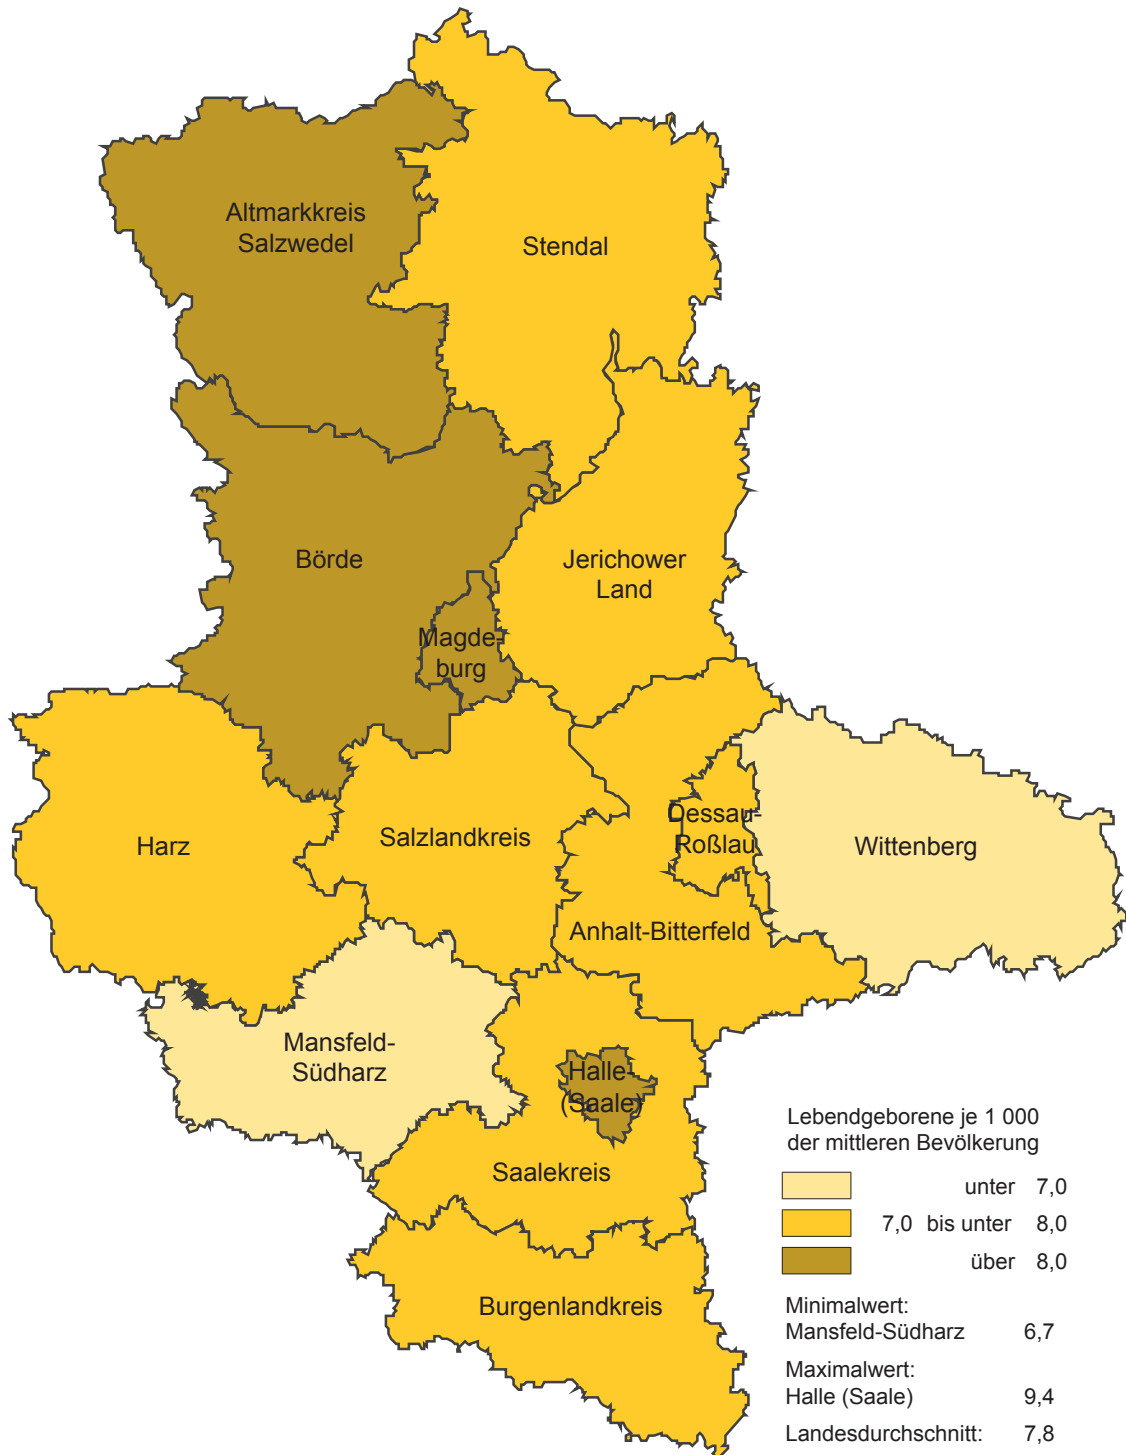 Altmarkkreis
Salzwedel
Stendal
Börde
Jerichower
Land
Magde-
burg
Harz
Salzlandkreis
Dessau-
Roßlau
Wittenberg
Anhalt-Bitterfeld
Mansfeld-
Südharz
Halle-
(Saale)
Saalekreis
Burgenlandkreis
Lebendgeborene je 1 000
der mittleren Bevölkerung
unter 7,0
7,0 bis unter 8,0
über 8,0
Minimalwert:
Mansfeld-Südharz 6,7
Maximalwert:
Halle (Saale) 9,4
Landesdurchschnitt: 7,8